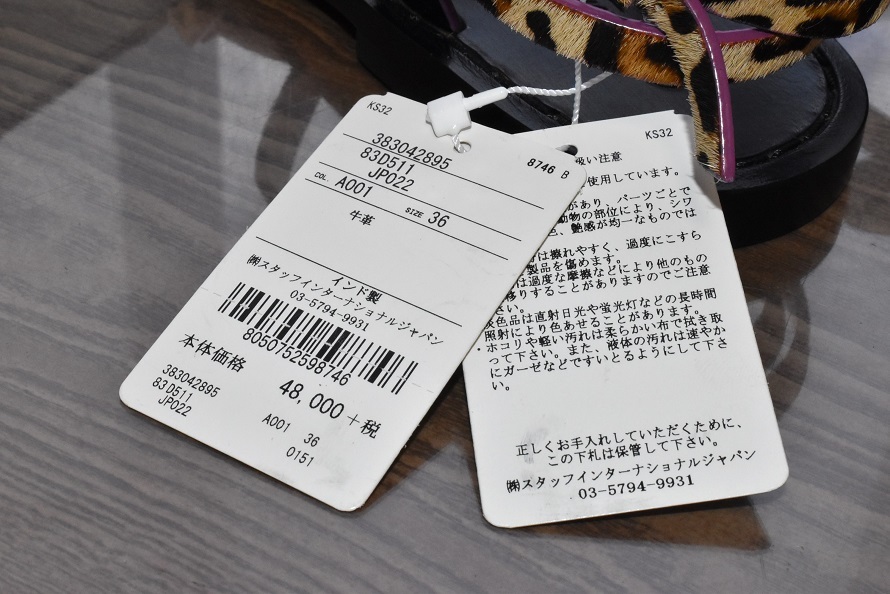 KS32
383042895
8746 B
83D511
JP022
COL. A001 SIZE 36
牛革
インド製
㈱スタッフインターナショナルジャパン
03-5794-9931
8050752598746
本体価格
48,000+税
383042895
83D511
JP022
A001 36
0151
KS32
扱い注意
使用しています。
があり、パーツごとで
動物の部位により、シワ
、艶感が均一なものでは
は擦れやすく、過度にこすら
製品を傷めます。
は過度な摩擦などにより他のもの
移りすることがありますのでご注意
さい。
淡色品は直射日光や蛍光灯などの長時間
照射により色あせることがあります。
・ホコリや軽い汚れは柔らかい布で拭き取
って下さい。また、液体の汚れは速やか
にガーゼなどですいとるようにして下さ
い。
正しくお手入れしていただくために、
この下札は保管して下さい。
㈱スタッフインターナショナルジャパン
03-5794-9931